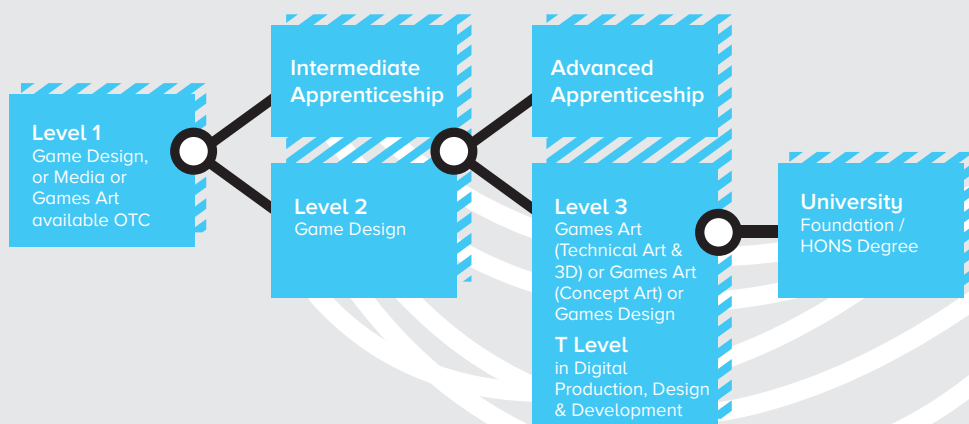 Level 1
Game Design,
or Media or
Games Art
available OTC
Intermediate
Apprenticeship
Level 2
Game Design
Advanced
Apprenticeship
Level 3
Games Art
(Technical Art &
3D) or Games Art
(Concept Art) or
Games Design
T Level
in Digital
Production, Design
& Development
University
Foundation /
HONS Degree